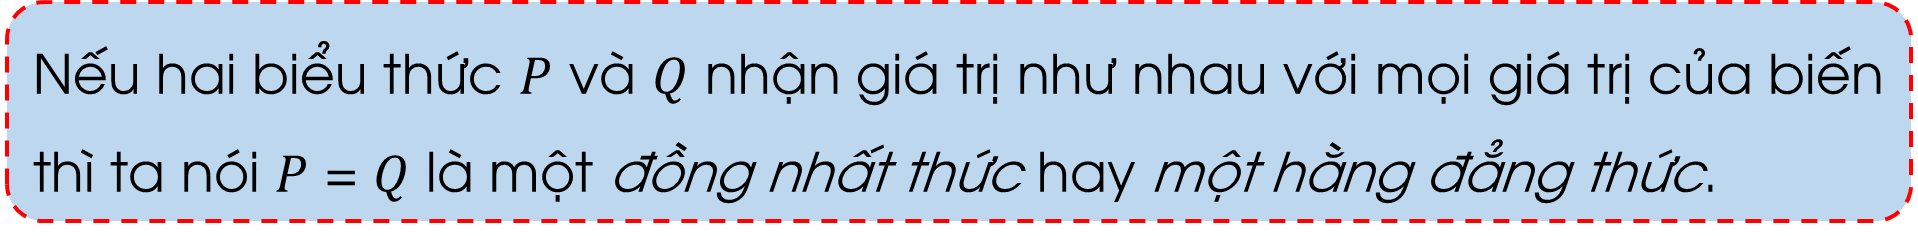 Nếu hai biểu thức P và Q nhận giá trị như nhau với mọi giá trị của biến
thì ta nói P = Q là một đồng nhất thức hay một hằng đẳng thức.